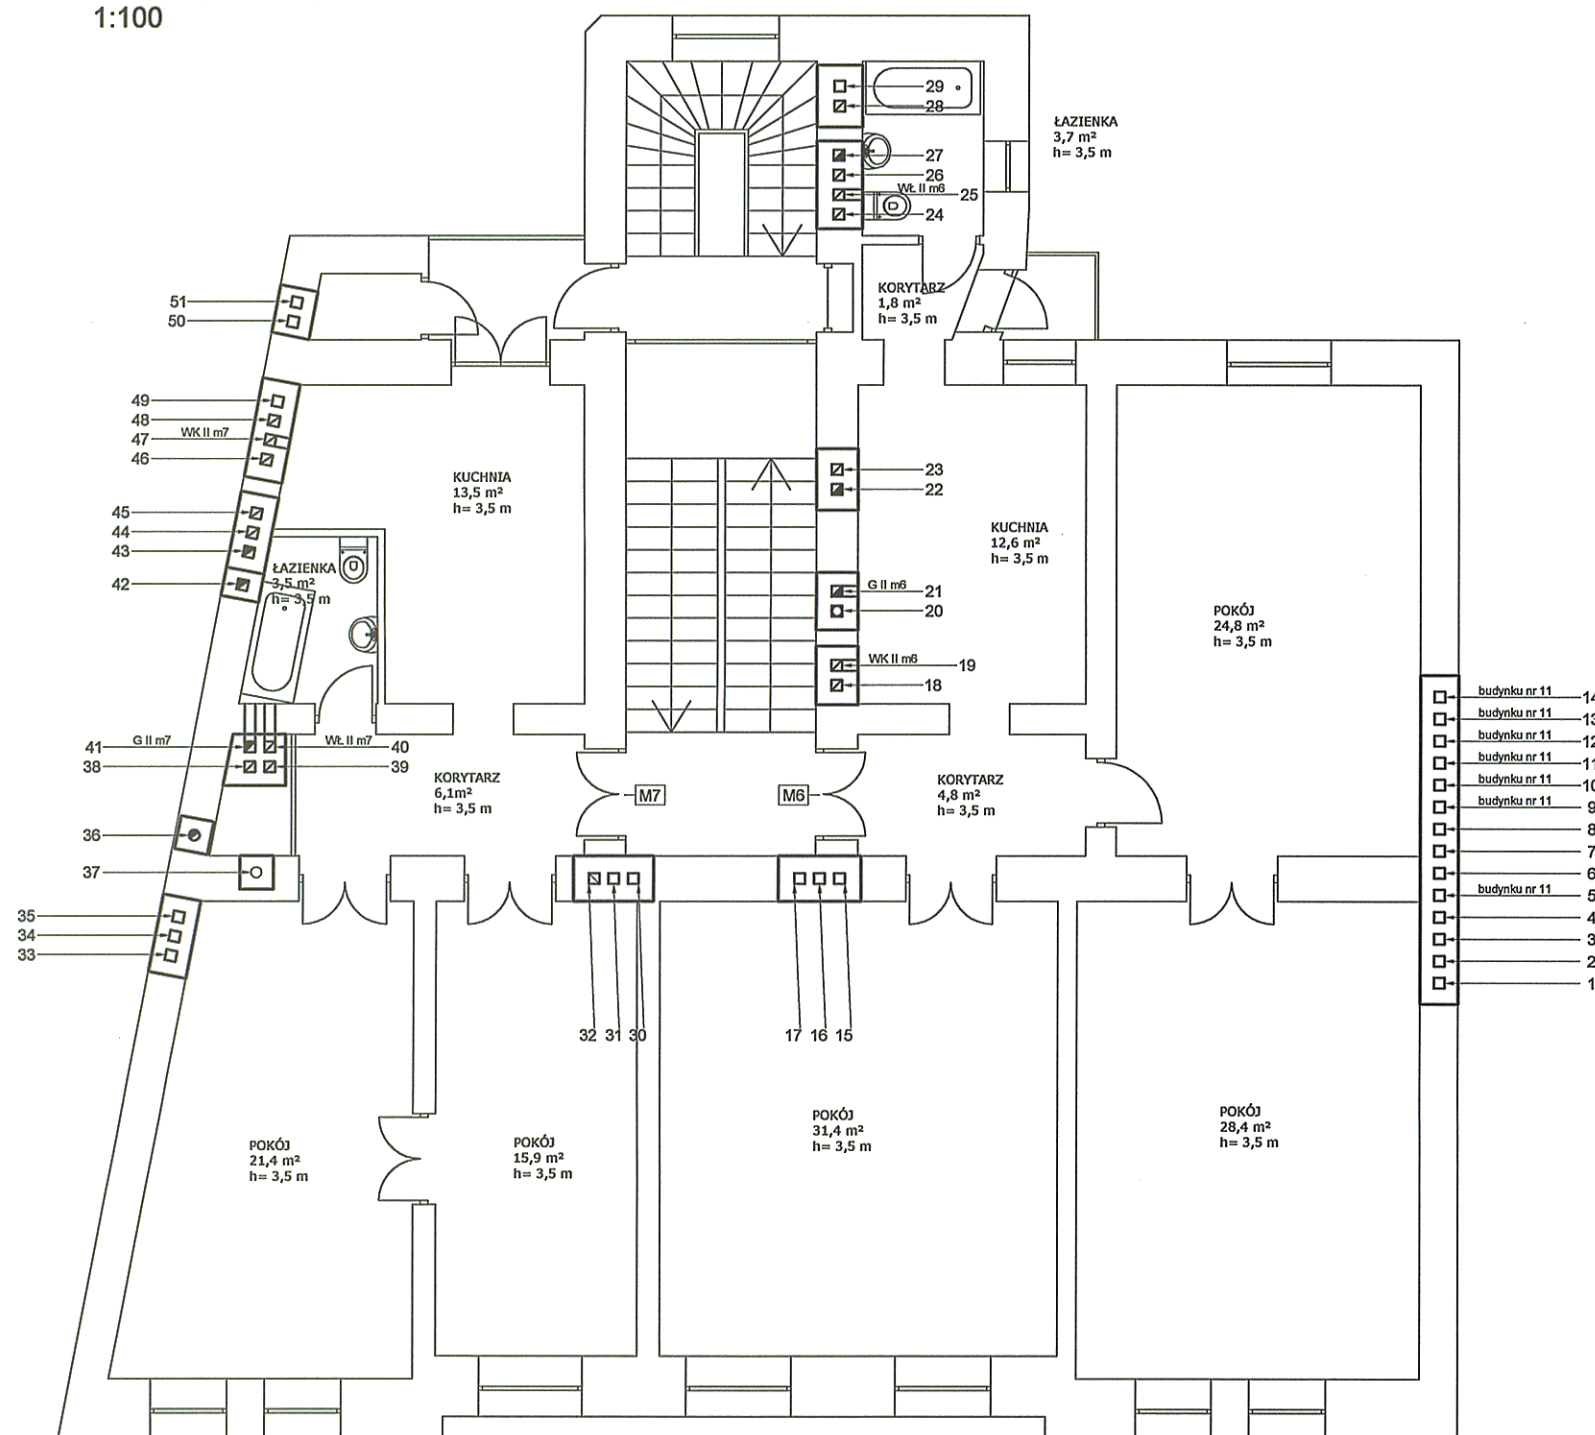 1:100
29
28
ŁAZIENKA
3,7 m²
h= 3,5 m
27
26
WŁ II m6
25
24
KORYTARZ
1,8 m²
h= 3,5 m
51
50
49
48
47
WK II m7
46
45
44
43
42
KUCHNIA
13,5 m²
h= 3,5 m
23
22
KUCHNIA
12,6 m²
h= 3,5 m
ŁAZIENKA
3,5 m²
h= 3,5 m
G II m6
21
20
WK II m6
19
18
POKÓJ
24,8 m²
h= 3,5 m
budynku nr 11
14
budynku nr 11
13
budynku nr 11
12
budynku nr 11
11
budynku nr 11
10
budynku nr 11
9
8
7
6
budynku nr 11
5
4
3
2
1
41
G II m7
WŁ II m7
40
38
39
KORYTARZ
6,1m²
h= 3,5 m
M7
M6
KORYTARZ
4,8 m²
h= 3,5 m
36
37
35
34
33
32
31
30
17
16
15
POKÓJ
21,4 m²
h= 3,5 m
POKÓJ
15,9 m²
h= 3,5 m
POKÓJ
31,4 m²
h= 3,5 m
POKÓJ
28,4 m²
h= 3,5 m